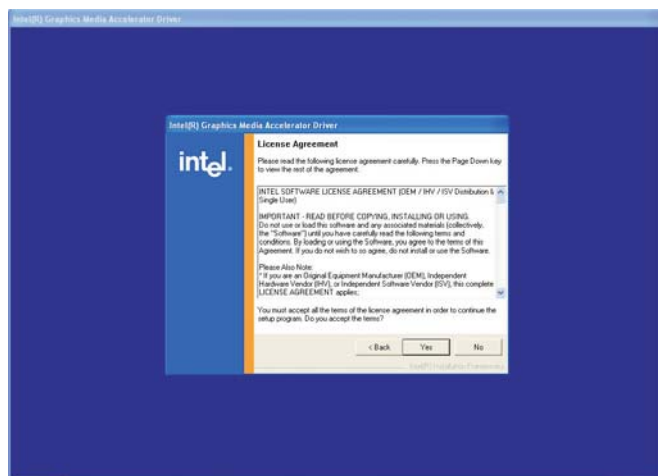 Intel(R) Graphics Media Accelerator Driver
Intel(R) Graphics Media Accelerator Driver
intel.
License Agreement
Please read the following license agreement carefully. Press the Page Down key
to view the rest of the agreement.
INTEL SOFTWARE LICENSE AGREEMENT (OEM / IHV / ISV Distribution &
Single User)
IMPORTANT - READ BEFORE COPYING, INSTALLING OR USING.
Do not use or load this software and any associated materials (collectively,
the "Software") until you have carefully read the following terms and
conditions. By loading or using the Software, you agree to the terms of this
Agreement. If you do not wish to so agree, do not install or use the Software.
Please Also Note:
* If you are an Original Equipment Manufacturer (OEM), Independent
Hardware Vendor (IHV), or Independent Software Vendor (ISV), this complete
LICENSE AGREEMENT applies;
You must accept all the terms of the license agreement in order to continue the
setup program. Do you accept the terms?
< Back Yes No
Intel(R) Installation Framework